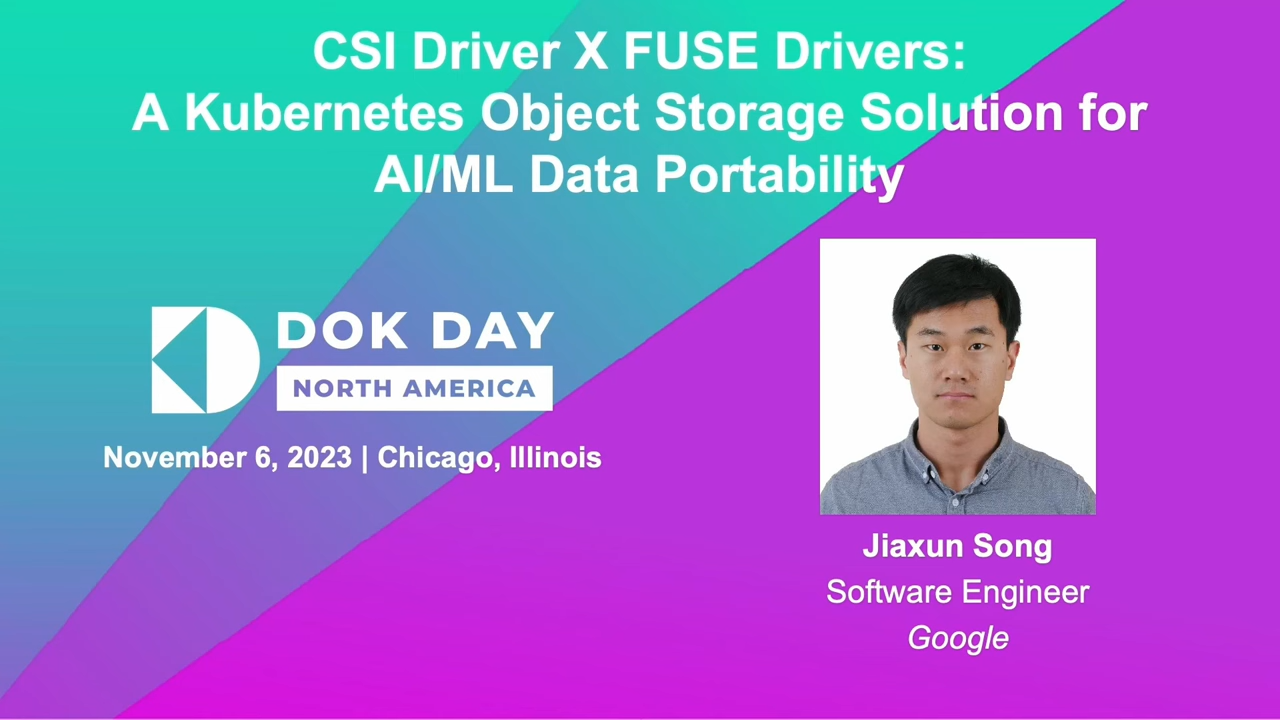 CSI Driver X FUSE Drivers:
A Kubernetes Object Storage Solution for
AI/ML Data Portability
DOK DAY
NORTH AMERICA
November 6, 2023 | Chicago, Illinois
Jiaxun Song
Software Engineer
Google